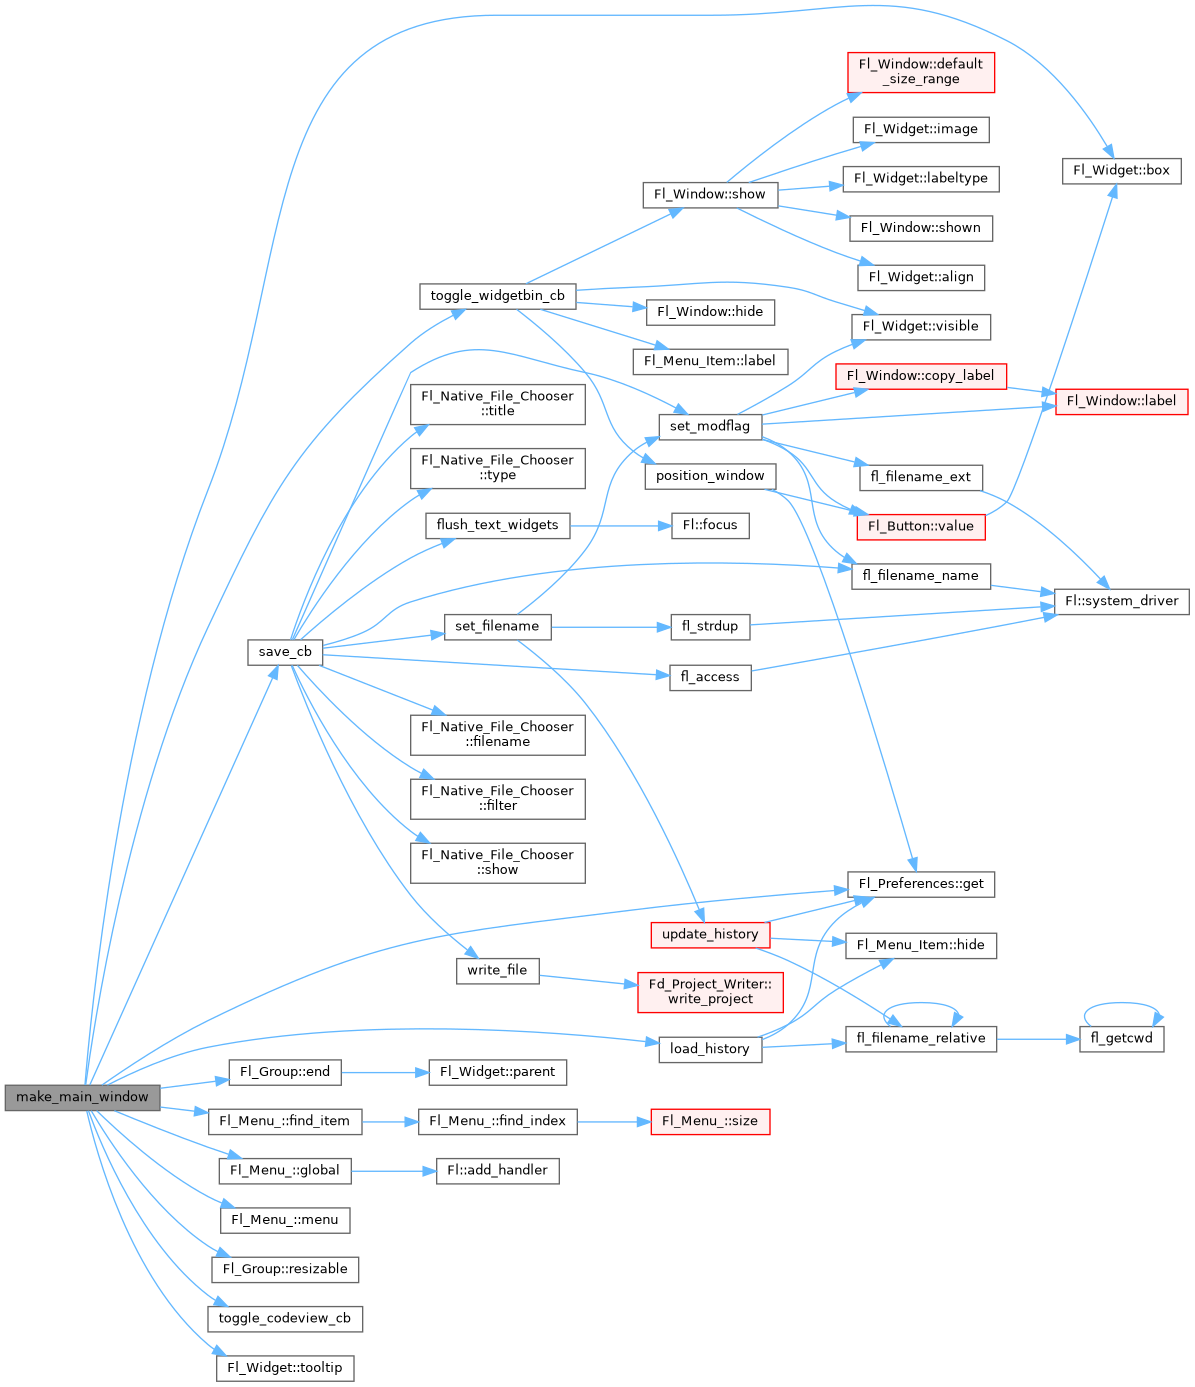 Fl_Window::default
_size_range
Fl_Widget::image
Fl_Widget::box
Fl_Widget::labeltype
Fl_Window::show
Fl_Window::shown
Fl_Widget::align
toggle_widgetbin_cb
Fl_Window::hide
Fl_Widget::visible
Fl_Menu_Item::label
Fl_Window::copy_label
Fl_Native_File_Chooser
::title
Fl_Window::label
set_modflag
Fl_Native_File_Chooser
::type
position_window
fl_filename_ext
flush_text_widgets
Fl::focus
Fl_Button::value
fl_filename_name
Fl::system_driver
set_filename
fl_strdup
save_cb
fl_access
Fl_Native_File_Chooser
::filename
Fl_Native_File_Chooser
::filter
Fl_Native_File_Chooser
::show
Fl_Preferences::get
update_history
Fl_Menu_Item::hide
write_file
Fd_Project_Writer::
write_project
load_history
fl_filename_relative
fl_getcwd
Fl_Group::end
Fl_Widget::parent
make_main_window
Fl_Menu_::find_item
Fl_Menu_::find_index
Fl_Menu_::size
Fl_Menu_::global
Fl::add_handler
Fl_Menu_::menu
Fl_Group::resizable
toggle_codeview_cb
Fl_Widget::tooltip